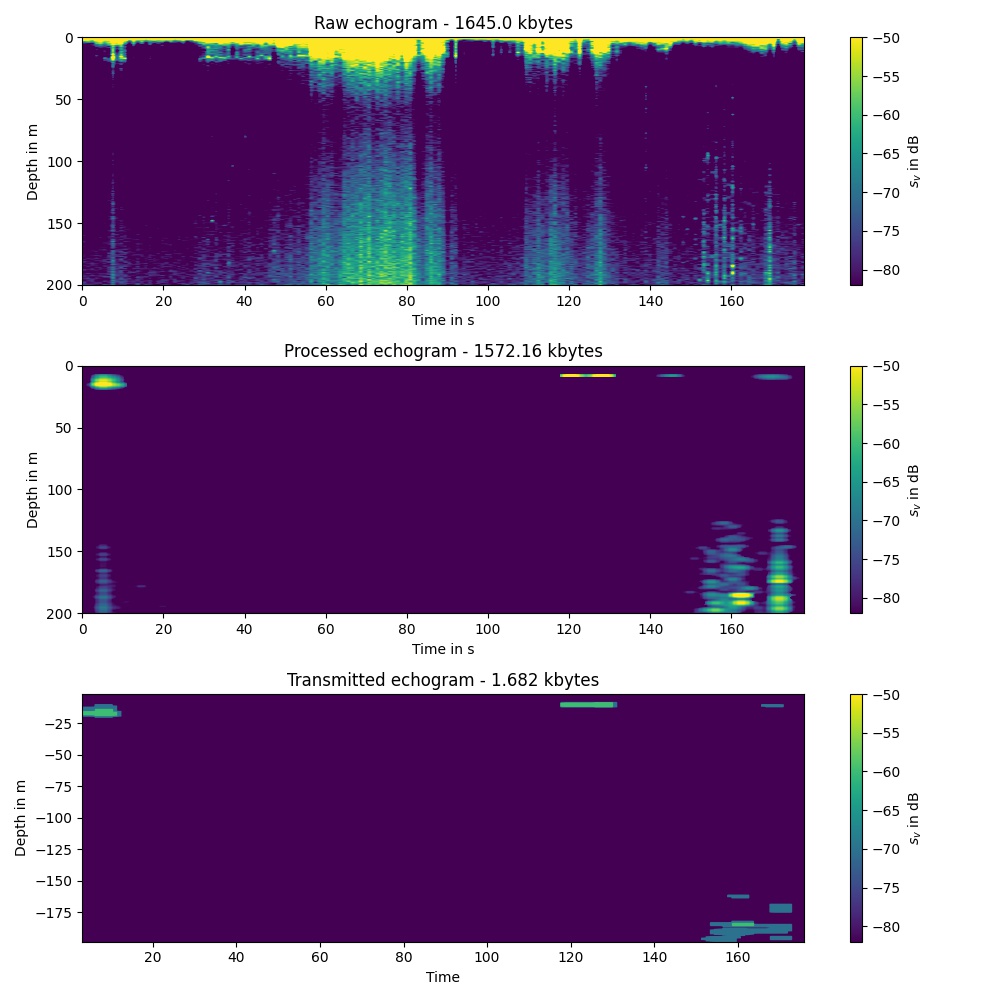 Raw echogram - 1645.0 kbytes
0
50
100
150
200
Depth in m
0 20 40 60 80 100 120 140 160
Time in s
−50
−55
−60
−65
−70
−75
−80
sv in dB
Processed echogram - 1572.16 kbytes
0
50
100
150
200
Depth in m
0 20 40 60 80 100 120 140 160
Time in s
−50
−55
−60
−65
−70
−75
−80
sv in dB
Transmitted echogram - 1.682 kbytes
−25
−50
−75
−100
−125
−150
−175
Depth in m
20 40 60 80 100 120 140 160
Time
−50
−55
−60
−65
−70
−75
−80
sv in dB